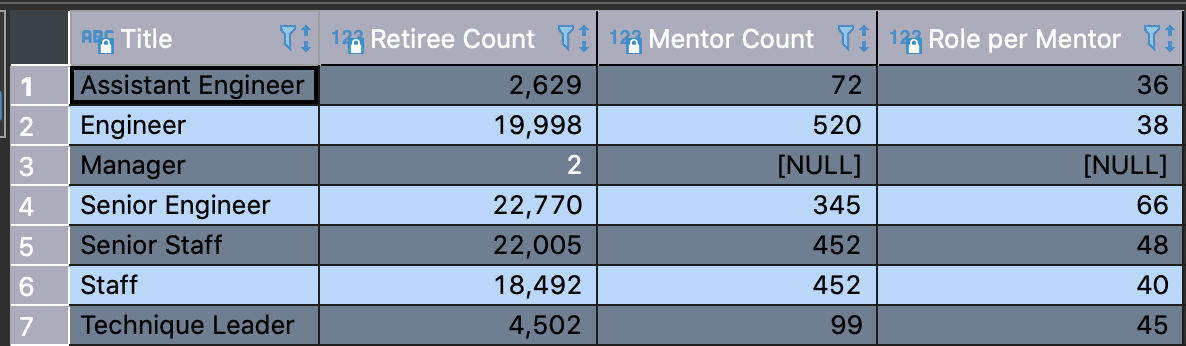 ABC Title 123 Retiree Count 123 Mentor Count 123 Role per Mentor
1 Assistant Engineer 2,629 72 36
2 Engineer 19,998 520 38
3 Manager 2 [NULL] [NULL]
4 Senior Engineer 22,770 345 66
5 Senior Staff 22,005 452 48
6 Staff 18,492 452 40
7 Technique Leader 4,502 99 45